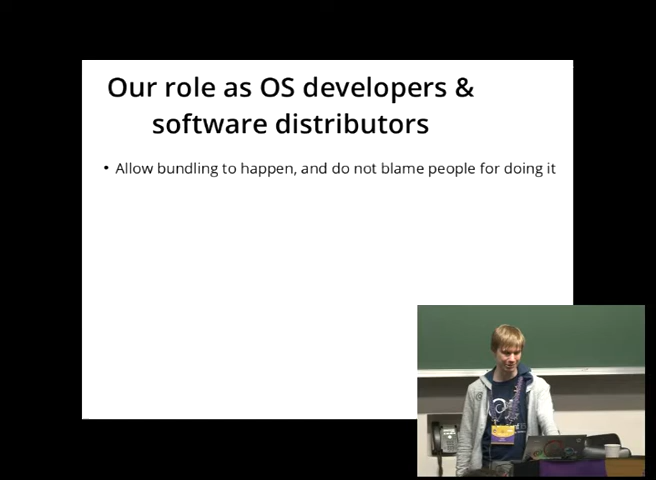 Our role as OS developers &
software distributors
• Allow bundling to happen, and do not blame people for doing it